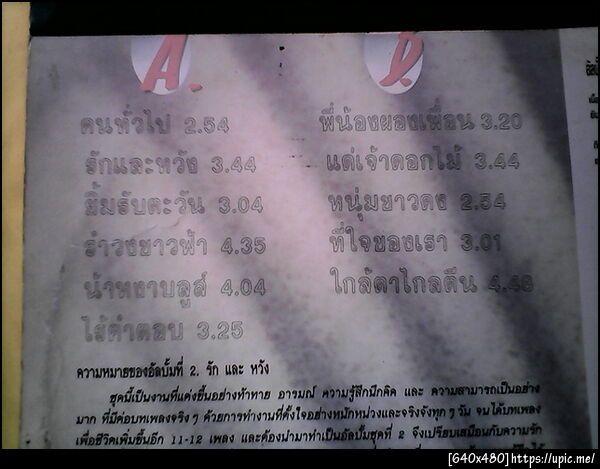 A.
คนทั่วไป 2.54
รักและหวัง 3.44
ยิ้มรับตะวัน 3.04
รำวงชาวฟ้า 4.35
น้าหงาบลูส์ 4.04
ไร้คำตอบ 3.25
D.
พี่น้องผองเพื่อน 3.20
แด่เจ้าดอกไม้ 3.44
หนุ่มชาวดง 2.54
ที่ใจของเรา 3.01
ใกล้ตาไกลตีน 4.48
ความหมายของอัลบั้มที่ 2. รัก และ หวัง
ชุดนี้เป็นงานที่แต่งขึ้นอย่างท้าทาย อารมณ์ ความรู้สึกนึกคิด และ ความสามารถเป็นอย่าง
มาก ที่มีต่อบทเพลงจริงๆ ด้วยการทำงานที่ตั้งใจอย่างหนักหน่วงและจริงจังทุกๆ วัน จนได้บทเพลง
เพื่อชีวิตเพิ่มขึ้นอีก 11-12 เพลง และต้องนำมาทำเป็นอัลบั้มชุดที่ 2 จึงเปรียบเสมือนกับความรัก
[640x480]https://upic.me/